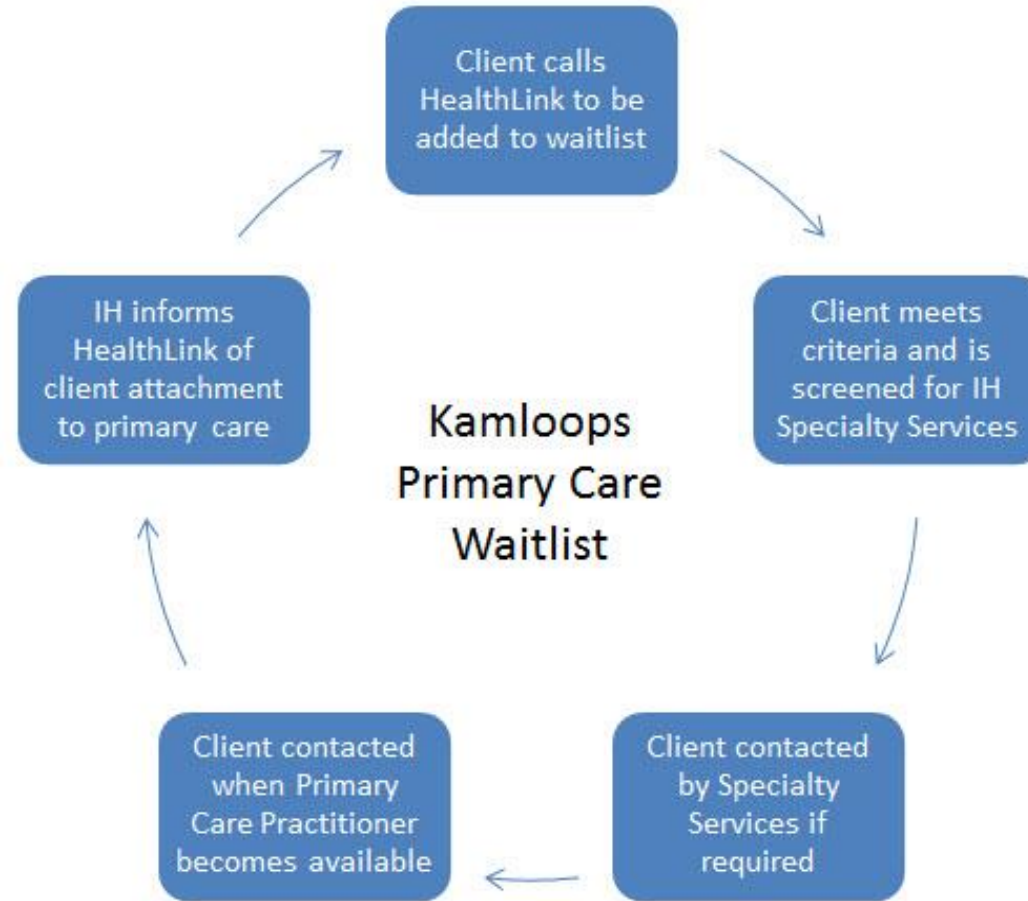 Client calls
HealthLink to be
added to waitlist
Client meets
criteria and is
screened for IH
Specialty Services
Client contacted
by Specialty
Services if
required
Client contacted
when Primary
Care Practitioner
becomes available
IH informs
HealthLink of
client attachment
to primary care
Kamloops
Primary Care
Waitlist